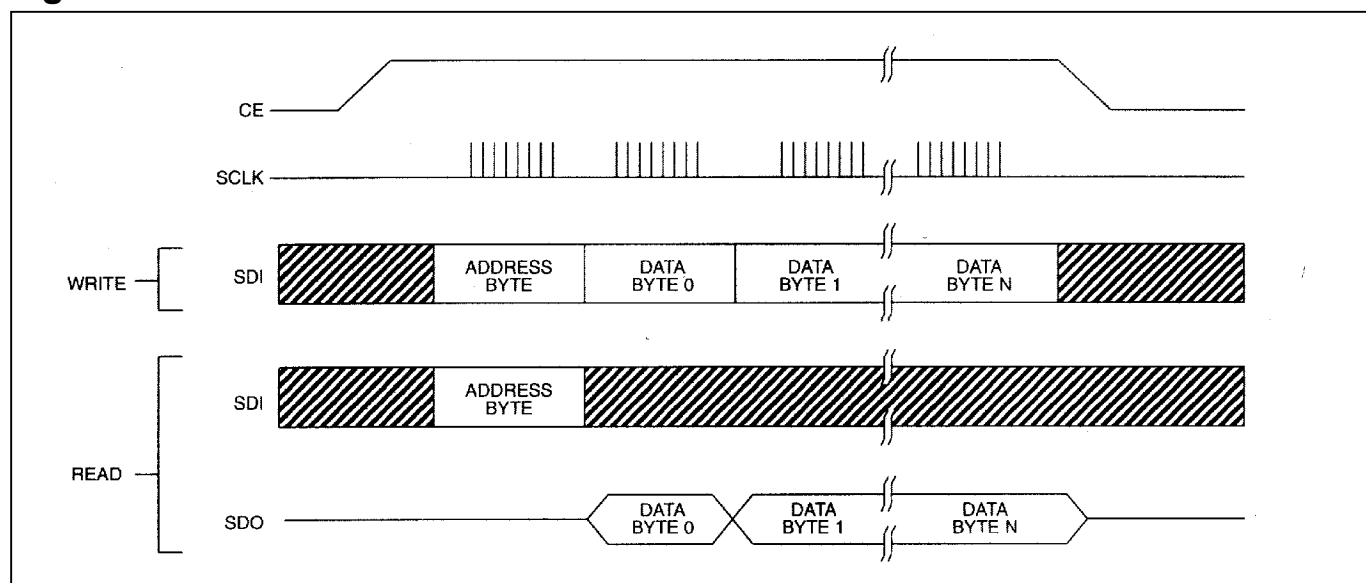 CE
SCLK
WRITE
SDI
ADDRESS
BYTE
DATA
BYTE 0
DATA
BYTE 1
DATA
BYTE N
READ
SDI
ADDRESS
BYTE
SDO
DATA
BYTE 0
DATA
BYTE 1
DATA
BYTE N